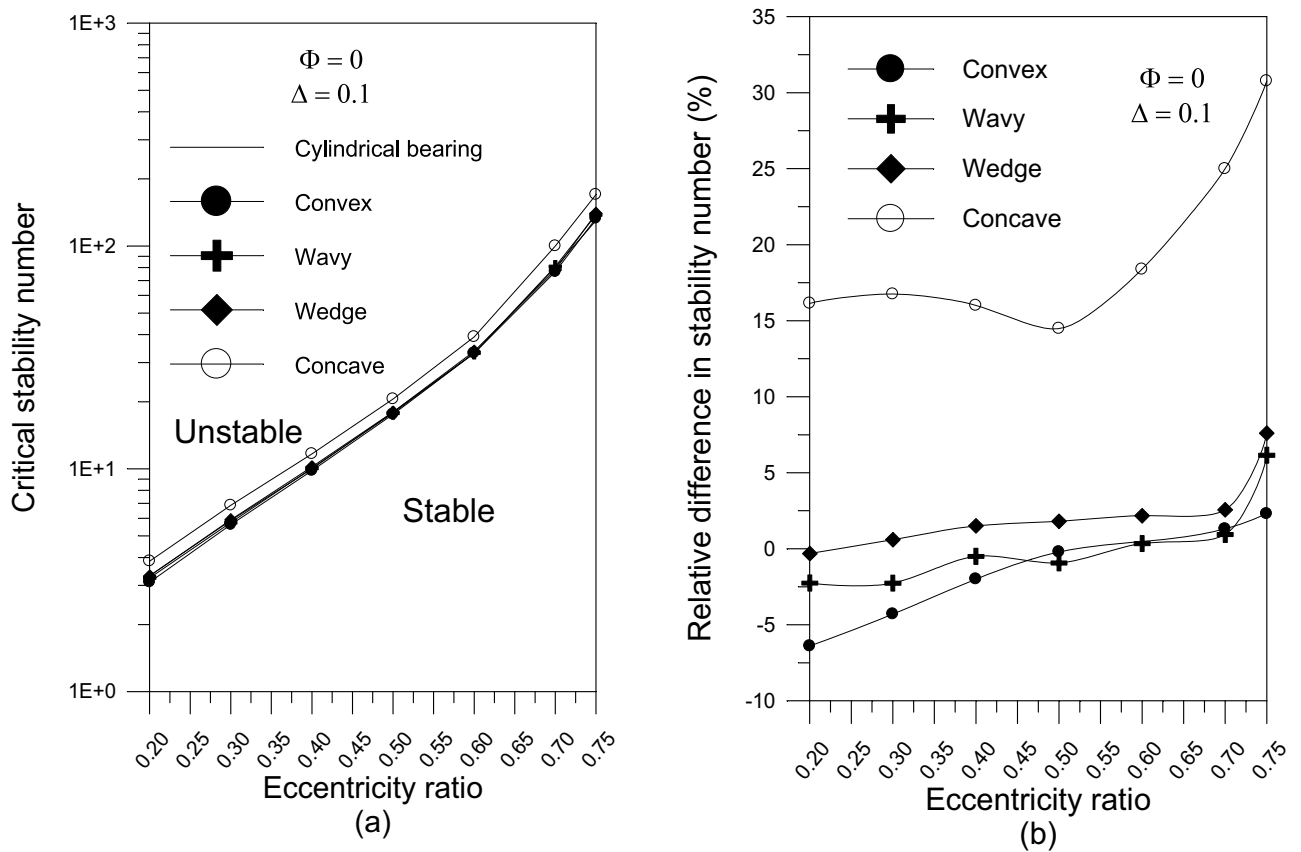 1E+3
1E+2
1E+1
1E+0
Critical stability number
Φ = 0
Δ = 0.1
Cylindrical bearing
Convex
Wavy
Wedge
Concave
Unstable
Stable
0.20
0.25
0.30
0.35
0.40
0.45
0.50
0.55
0.60
0.65
0.70
0.75
Eccentricity ratio
(a)
35
30
25
20
15
10
5
0
-5
-10
Relative difference in stability number (%)
Convex
Wavy
Wedge
Concave
Φ = 0
Δ = 0.1
0.20
0.25
0.30
0.35
0.40
0.45
0.50
0.55
0.60
0.65
0.70
0.75
Eccentricity ratio
(b)